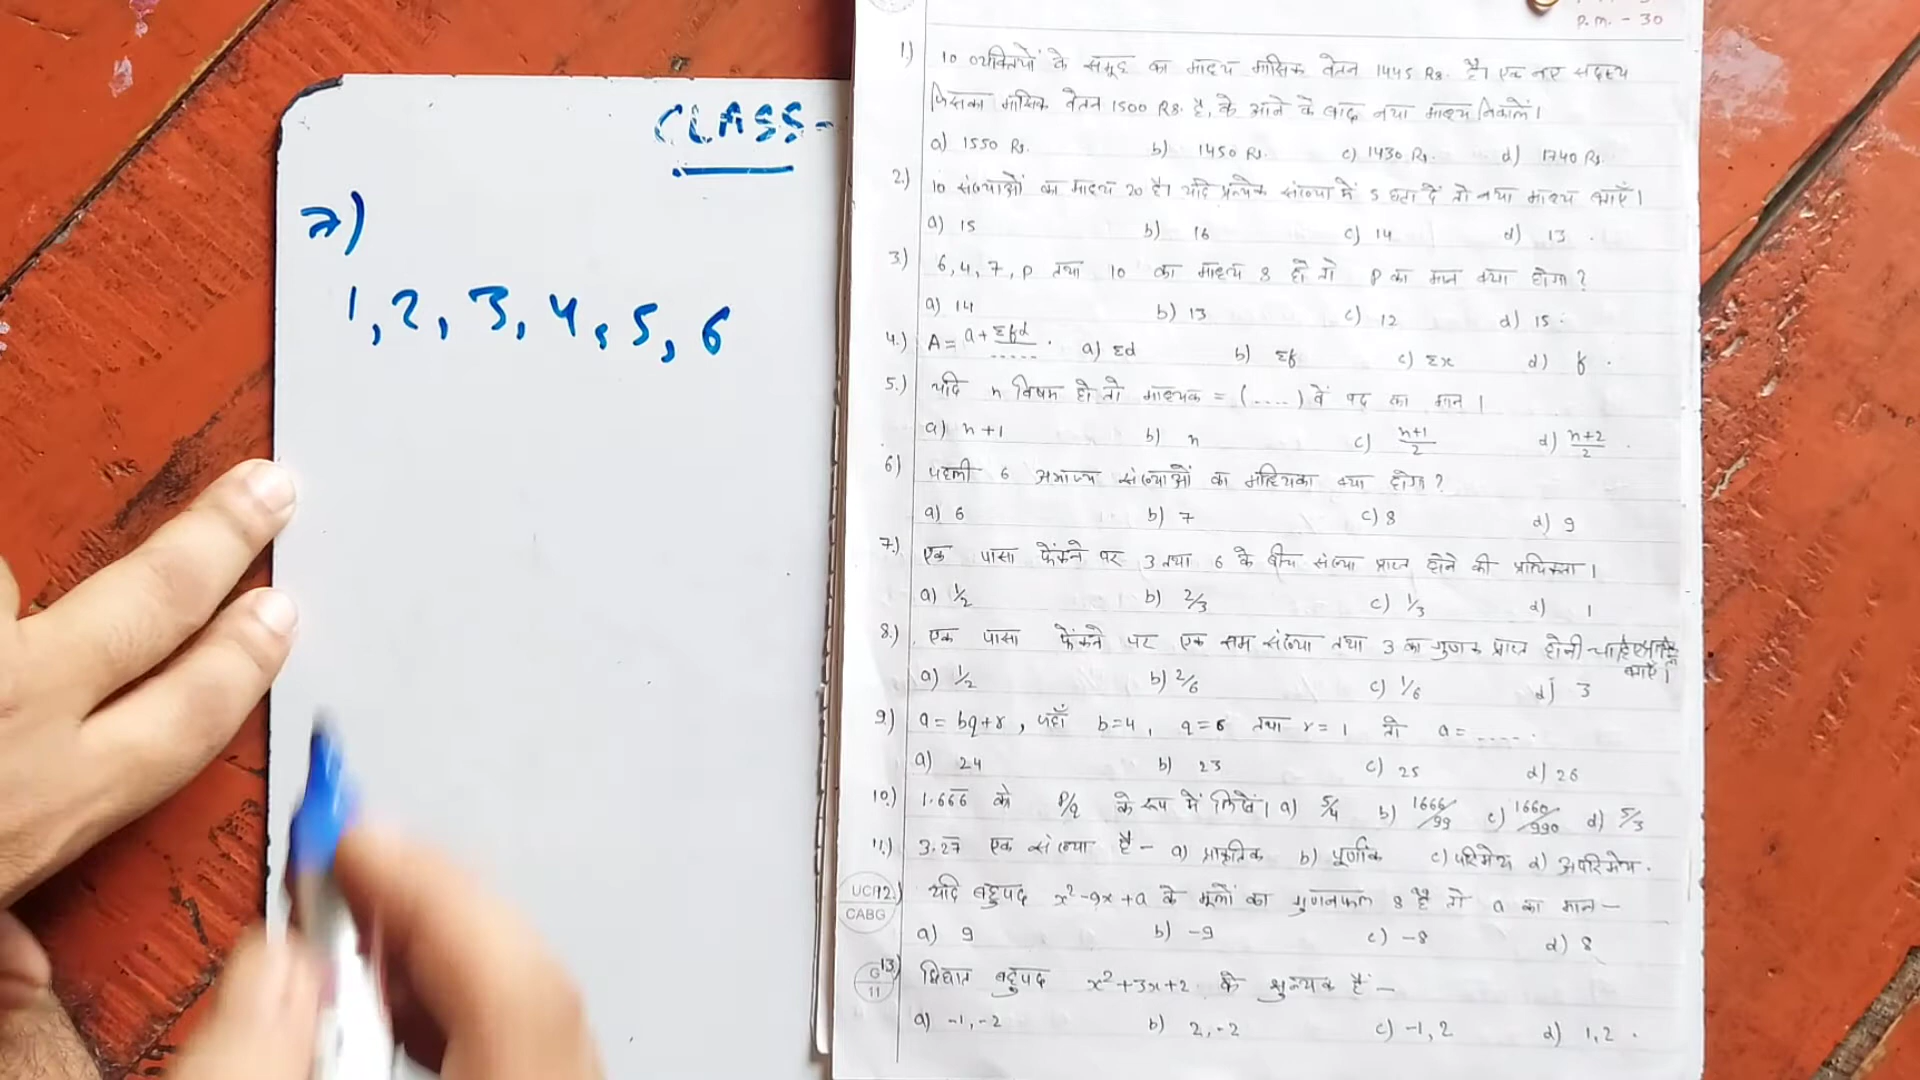 CLASS-
7)
1, 2, 3, 4, 5, 6
P.M. - 30
1.) 10 व्यक्तियों के समूह का माध्य मासिक वेतन 1445 Rs. है। एक नए सदस्य
जिसका मासिक वेतन 1500 Rs. है, के आने के बाद नया माध्य निकालें।
a) 1550 Rs. b) 1450 Rs. c) 1430 Rs. d) 1740 Rs.
2.) 10 संख्याओं का माध्य 20 है। यदि प्रत्येक संख्या में 5 घटा दें तो नया माध्य बताएँ।
a) 15 b) 16 c) 14 d) 13
3.) 6, 4, 7, P तथा 10 का माध्य 8 हो तो P का मान क्या होगा?
a) 14 b) 13 c) 12 d) 15
4.) A = a + Σfd/..... a) Σd b) Σf c) Σx d) f
5.) यदि n विषम हो तो माध्यक = (....) वें पद का मान।
a) n+1 b) n c) n+1/2 d) n+2/2
6) पहली 6 अभाज्य संख्याओं का माध्यिका क्या होगा?
a) 6 b) 7 c) 8 d) 9
7.) एक पासा फेंकने पर 3 तथा 6 के बीच संख्या प्राप्त होने की प्रायिकता।
a) 1/2 b) 2/3 c) 1/3 d) 1
8.) एक पासा फेंकने पर एक सम संख्या तथा 3 का गुणक प्राप्त होनी चाहिए
a) 1/2 b) 2/6 c) 1/6 d) 3
9.) a = bq+r, जहाँ b=4, q=6 तथा r=1 तो a=.....
a) 24 b) 23 c) 25 d) 26
10.) 1.666̅ को P/q के रूप में लिखें। a) 5/4 b) 1666/99 c) 1660/990 d) 5/3
11.) 3.2̅7̅ एक संख्या है - a) प्राकृतिक b) पूर्णांक c) परिमेय d) अपरिमेय.
UC
CABG
12.) यदि बहुपद x²-9x+a के मूलों का गुणनफल 8 है तो a का मान -
a) 9 b) -9 c) -8 d) 8
G
11
13) द्विघात बहुपद x²+3x+2 के शुन्यक हैं -
a) -1, -2 b) 2, -2 c) -1, 2 d) 1, 2